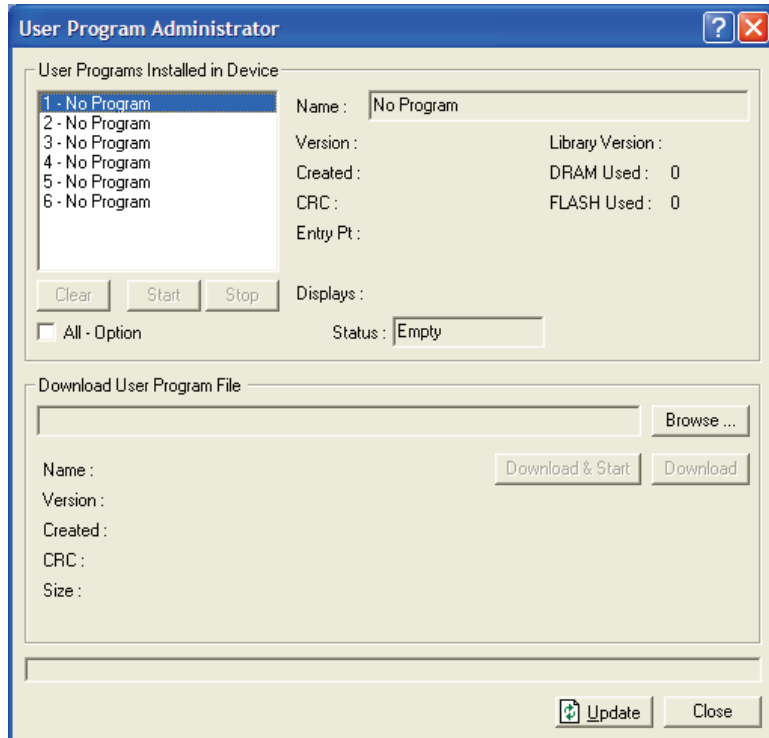 User Program Administrator
User Programs Installed in Device
1 - No Program
2 - No Program
3 - No Program
4 - No Program
5 - No Program
6 - No Program
Name : No Program
Version :
Library Version :
Created :
DRAM Used : 0
CRC :
FLASH Used : 0
Entry Pt :
Clear Start Stop
Displays :
All - Option
Status : Empty
Download User Program File
Browse ...
Name :
Download & Start Download
Version :
Created :
CRC :
Size :
Update Close